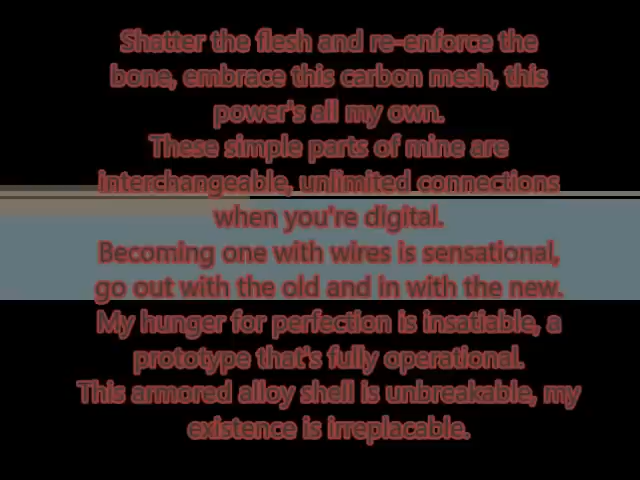 Shatter the flesh and re-enforce the
bone, embrace this carbon mesh, this
power's all my own.
These simple parts of mine are
interchangeable, unlimited connections
when you're digital.
Becoming one with wires is sensational,
go out with the old and in with the new.
My hunger for perfection is insatiable, a
prototype that's fully operational.
This armored alloy shell is unbreakable, my
existence is irreplacable.